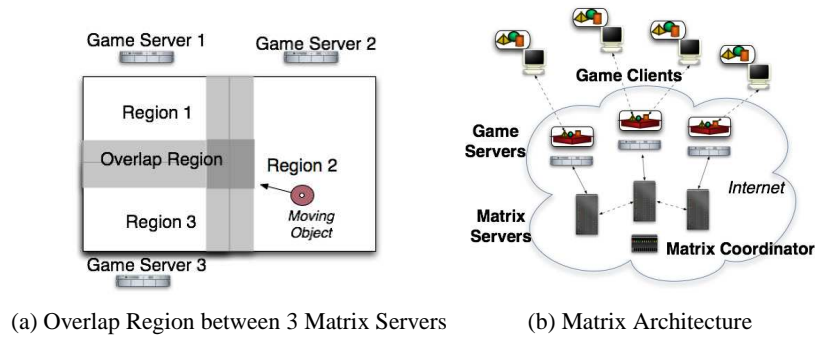 Game Server 1
Game Server 2
Region 1
Overlap Region
Region 2
Region 3
Moving
Object
Game Server 3
(a) Overlap Region between 3 Matrix Servers
Game Clients
Game
Servers
Internet
Matrix
Servers
Matrix Coordinator
(b) Matrix Architecture